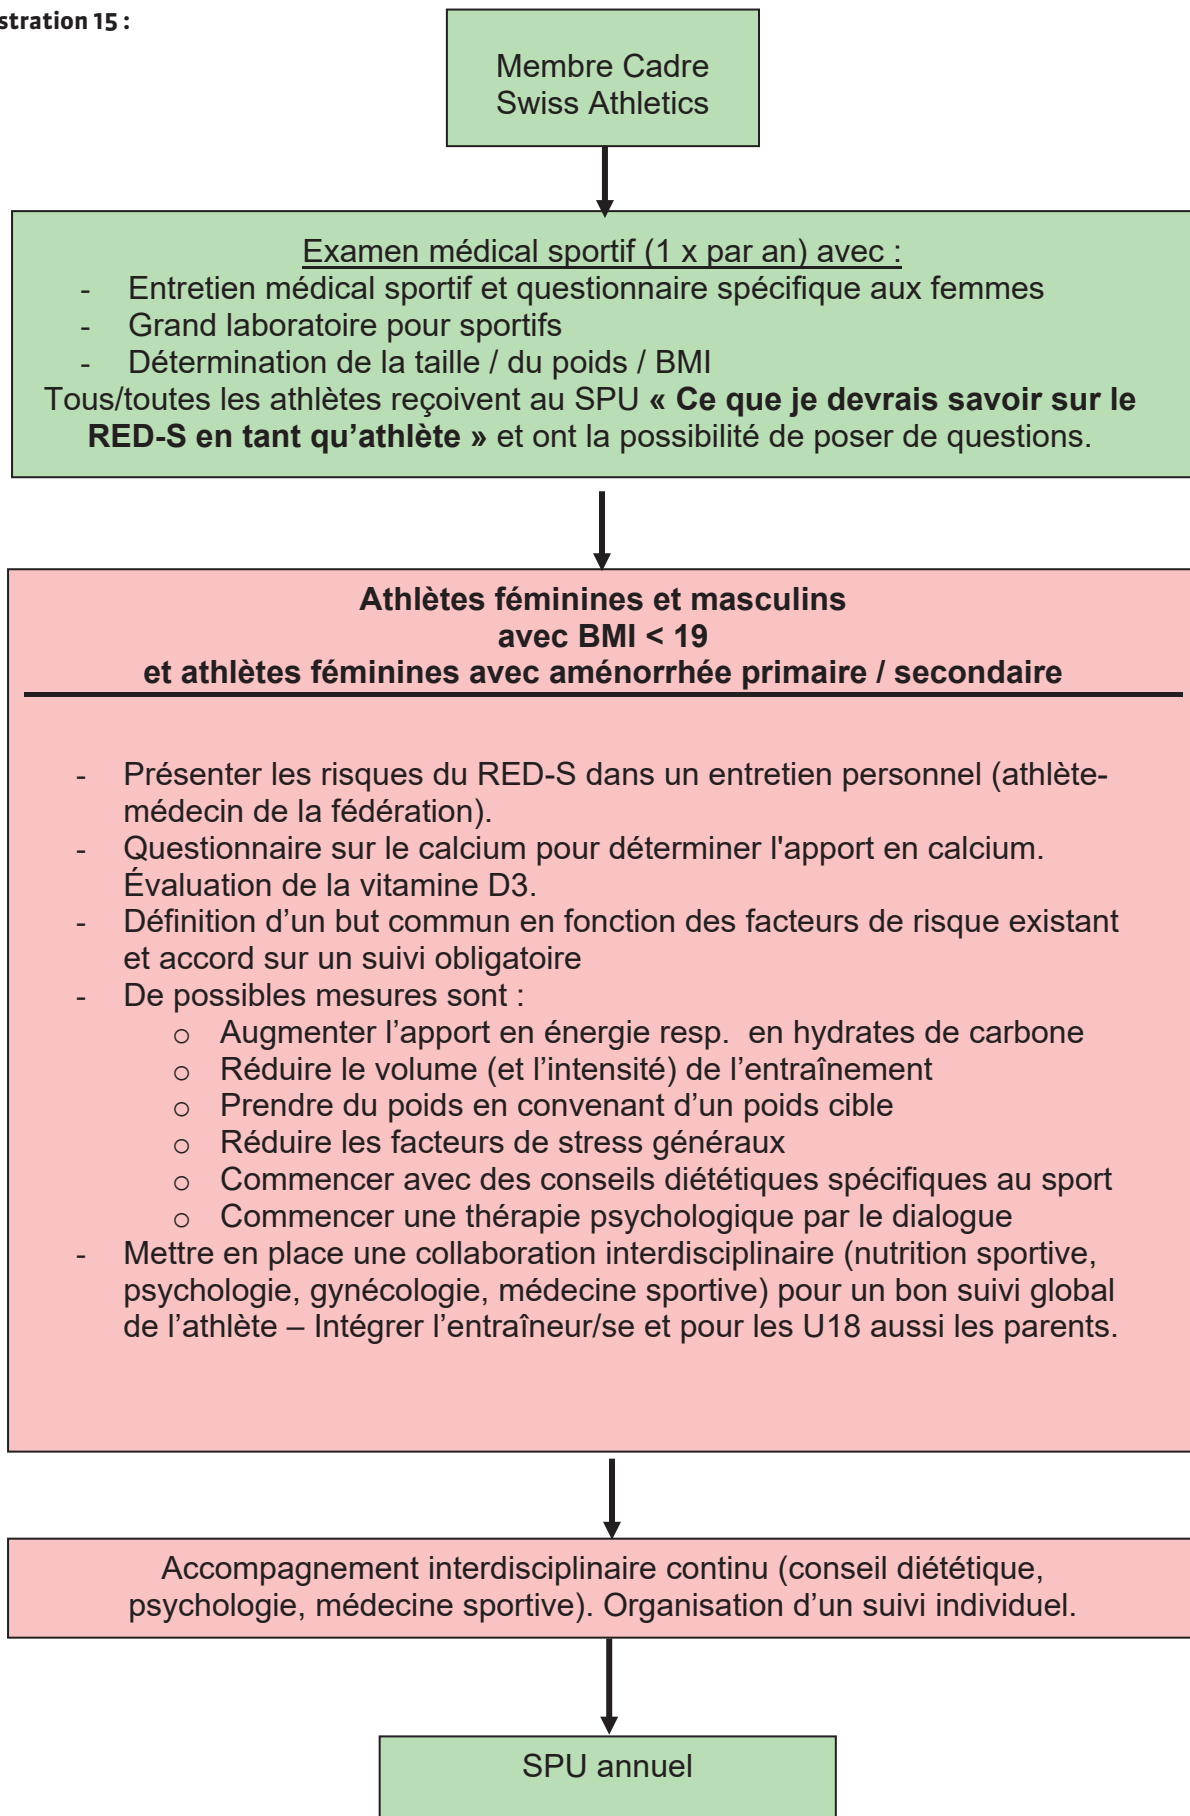 stration 15 :
Membre Cadre
Swiss Athletics
Examen médical sportif (1 x par an) avec :
- Entretien médical sportif et questionnaire spécifique aux femmes
- Grand laboratoire pour sportifs
- Détermination de la taille / du poids / BMI
Tous/toutes les athlètes reçoivent au SPU « Ce que je devrais savoir sur le
RED-S en tant qu’athlète » et ont la possibilité de poser de questions.
Athlètes féminines et masculins
avec BMI < 19
et athlètes féminines avec aménorrhée primaire / secondaire
- Présenter les risques du RED-S dans un entretien personnel (athlète-
médecin de la fédération).
- Questionnaire sur le calcium pour déterminer l'apport en calcium.
Évaluation de la vitamine D3.
- Définition d’un but commun en fonction des facteurs de risque existant
et accord sur un suivi obligatoire
- De possibles mesures sont :
○ Augmenter l’apport en énergie resp. en hydrates de carbone
○ Réduire le volume (et l’intensité) de l’entraînement
○ Prendre du poids en convenant d’un poids cible
○ Réduire les facteurs de stress généraux
○ Commencer avec des conseils diététiques spécifiques au sport
○ Commencer une thérapie psychologique par le dialogue
- Mettre en place une collaboration interdisciplinaire (nutrition sportive,
psychologie, gynécologie, médecine sportive) pour un bon suivi global
de l’athlète – Intégrer l’entraîneur/se et pour les U18 aussi les parents.
Accompagnement interdisciplinaire continu (conseil diététique,
psychologie, médecine sportive). Organisation d’un suivi individuel.
SPU annuel